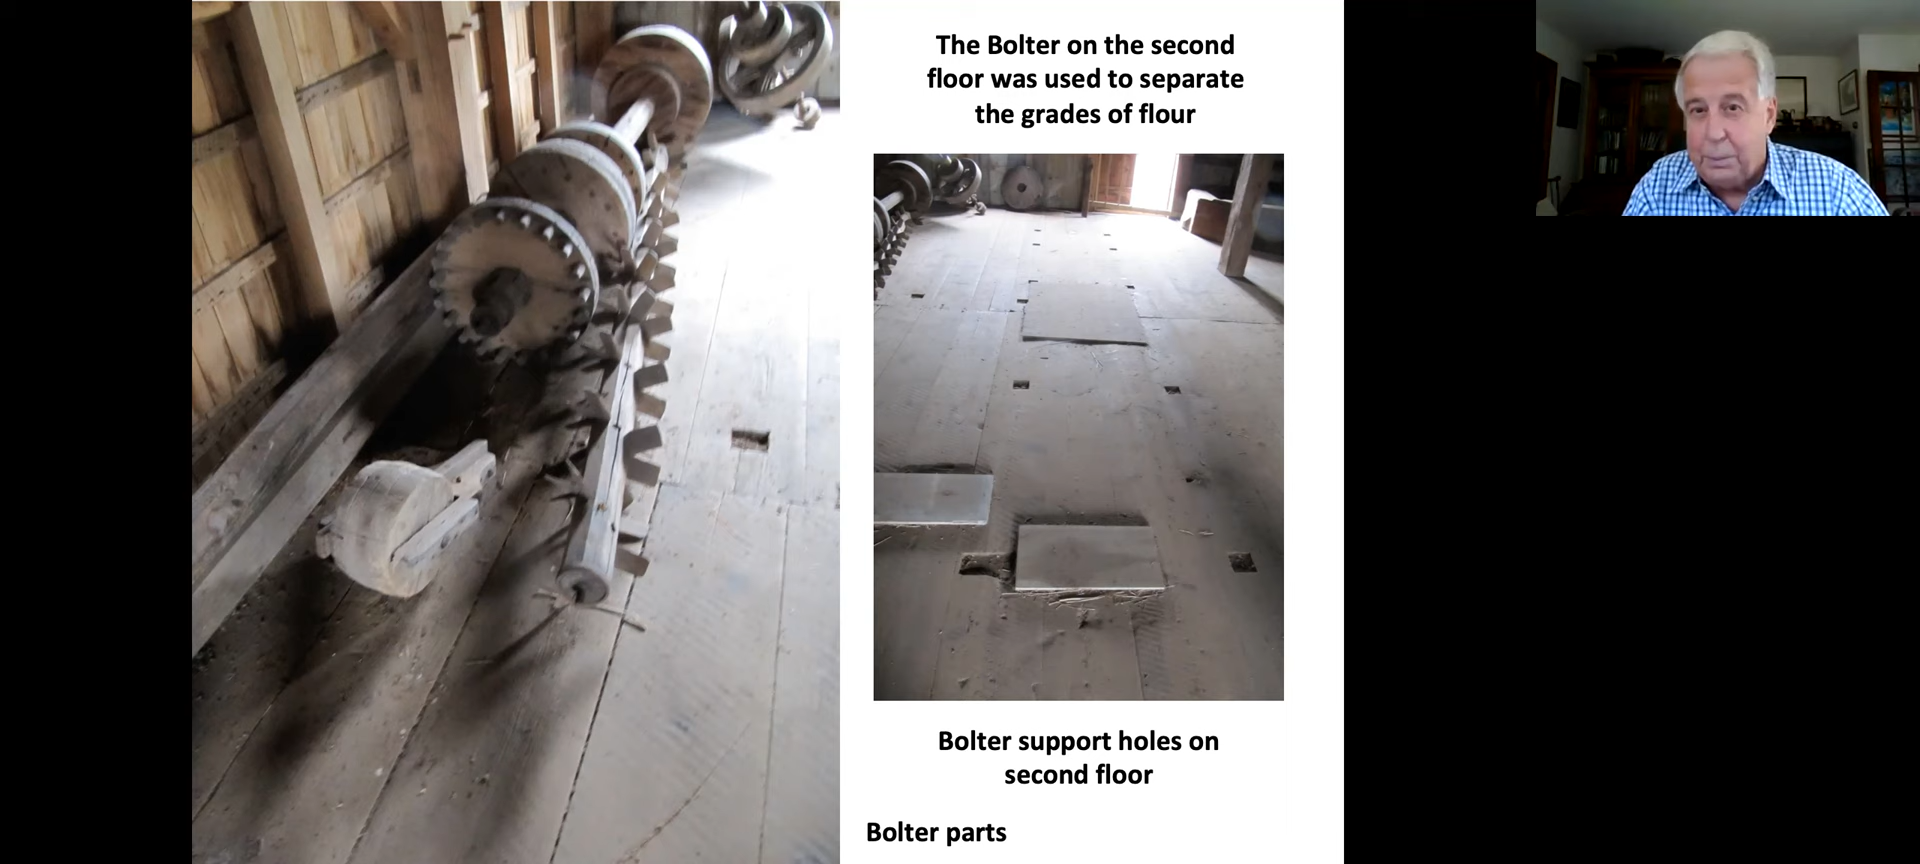 The Bolter on the second
floor was used to separate
the grades of flour
Bolter support holes on
second floor
Bolter parts